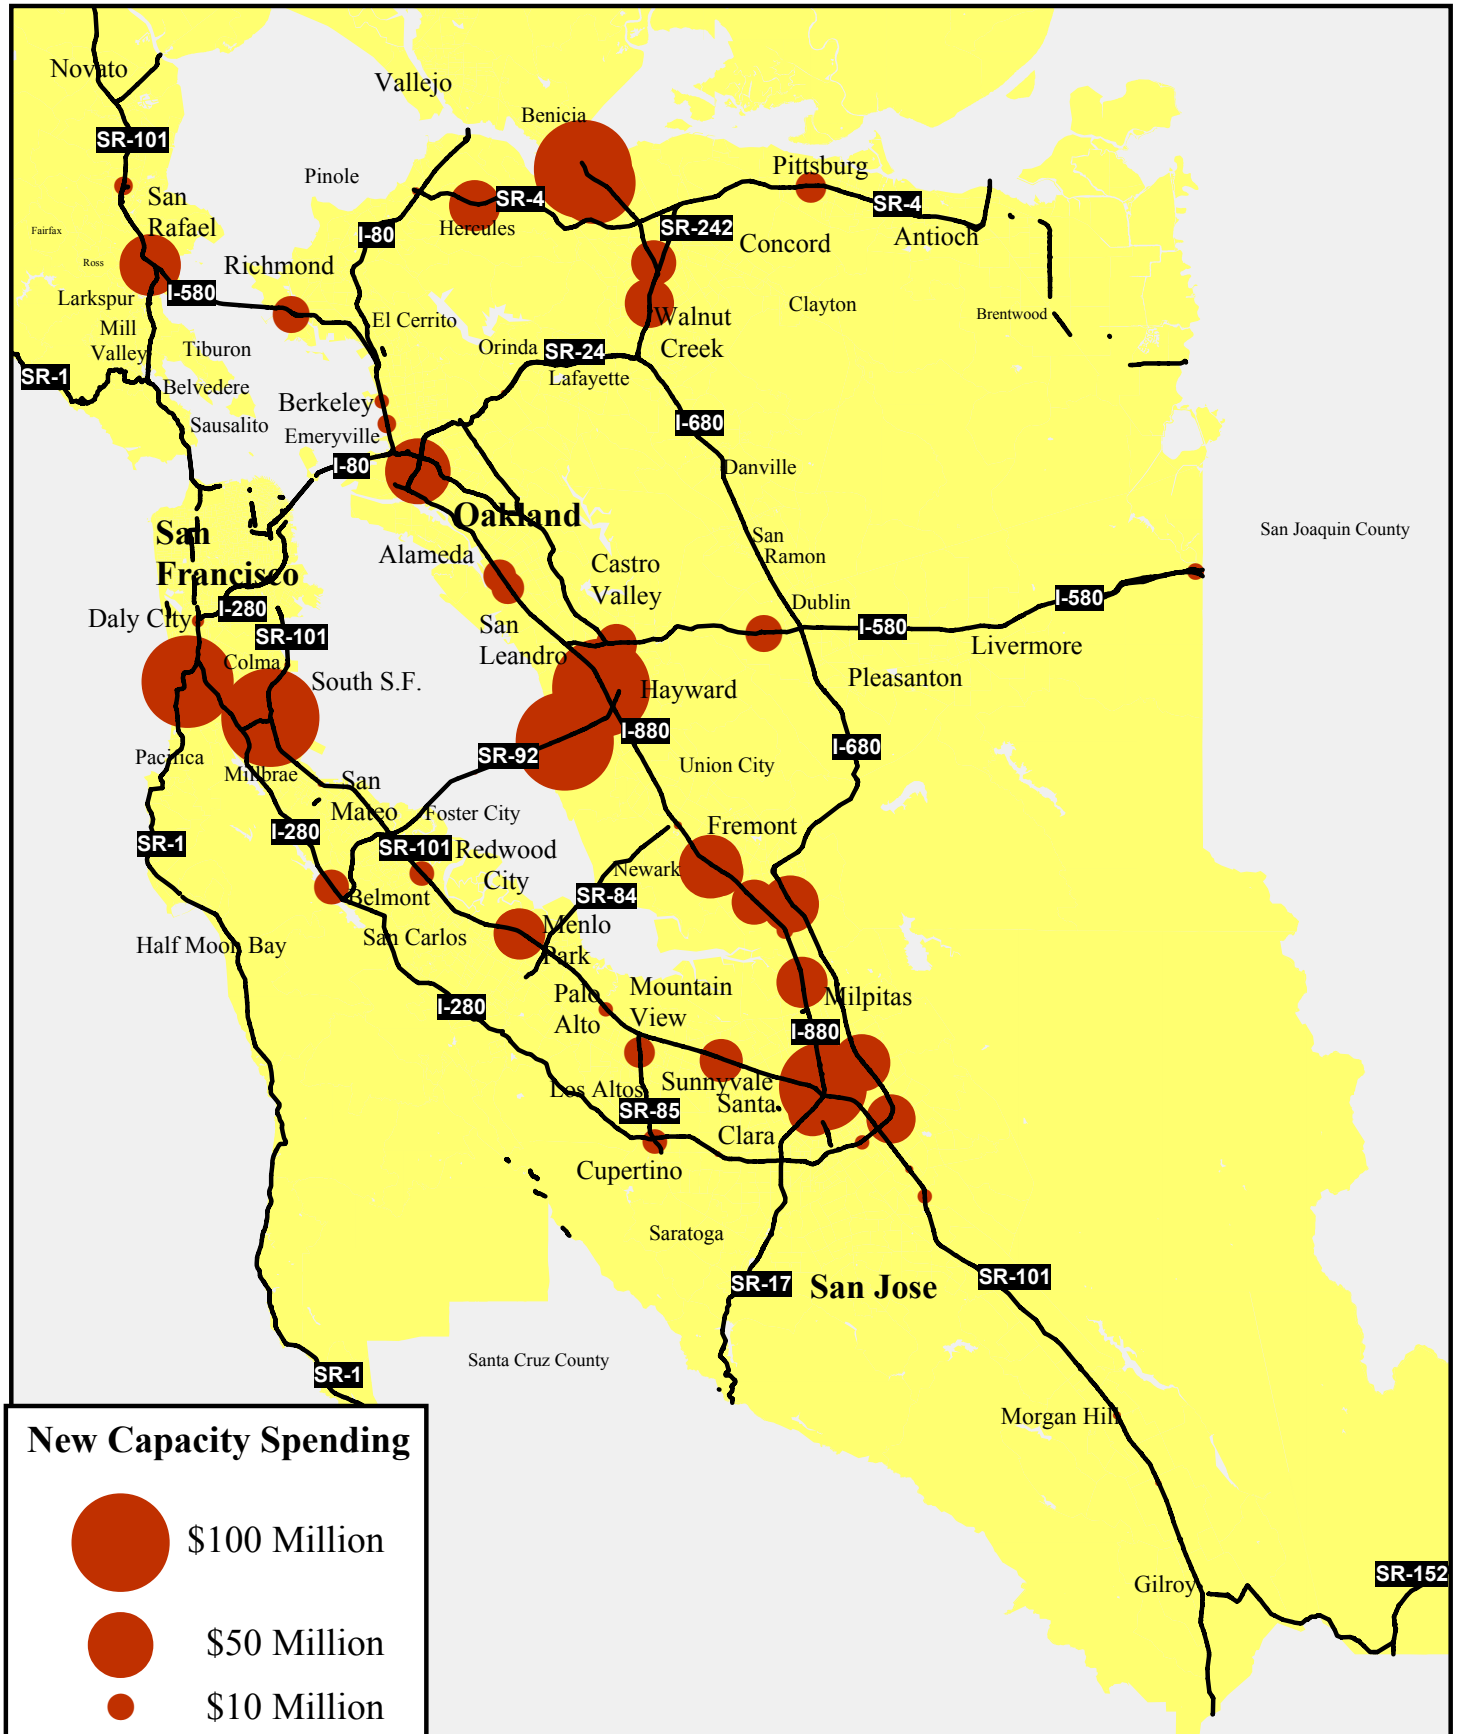 Novato
Vallejo
Benicia
SR-101
Pinole
Pittsburg
San
Rafael
SR-4
SR-4
Hercules
SR-242
I-80
Concord
Antioch
Fairfax
Ross
Richmond
I-580
Larkspur
Clayton
Brentwood
El Cerrito
Mill
Valley
Walnut
Creek
Tiburon
Orinda
SR-24
Lafayette
SR-1
Belvedere
Berkeley
Sausalito
Emeryville
I-680
I-80
Danville
Oakland
San
Francisco
San Joaquin County
San
Ramon
Alameda
Castro
Valley
I-280
Dublin
I-580
Daly City
SR-101
San
Leandro
I-580
Livermore
Colma
South S.F.
Hayward
Pleasanton
I-880
I-680
Pacifica
SR-92
Millbrae
San
Mateo
Union City
Foster City
I-280
Fremont
SR-1
SR-101
Redwood
City
Newark
Belmont
SR-84
Half Moon Bay
San Carlos
Menlo
Park
Mountain
View
Milpitas
Palo
Alto
I-280
I-880
Los Altos
Sunnyvale
SR-85
Santa
Clara
Cupertino
Saratoga
SR-17
San Jose
SR-101
Santa Cruz County
SR-1
Morgan Hill
New Capacity Spending
$100 Million
Gilroy
SR-152
$50 Million
$10 Million